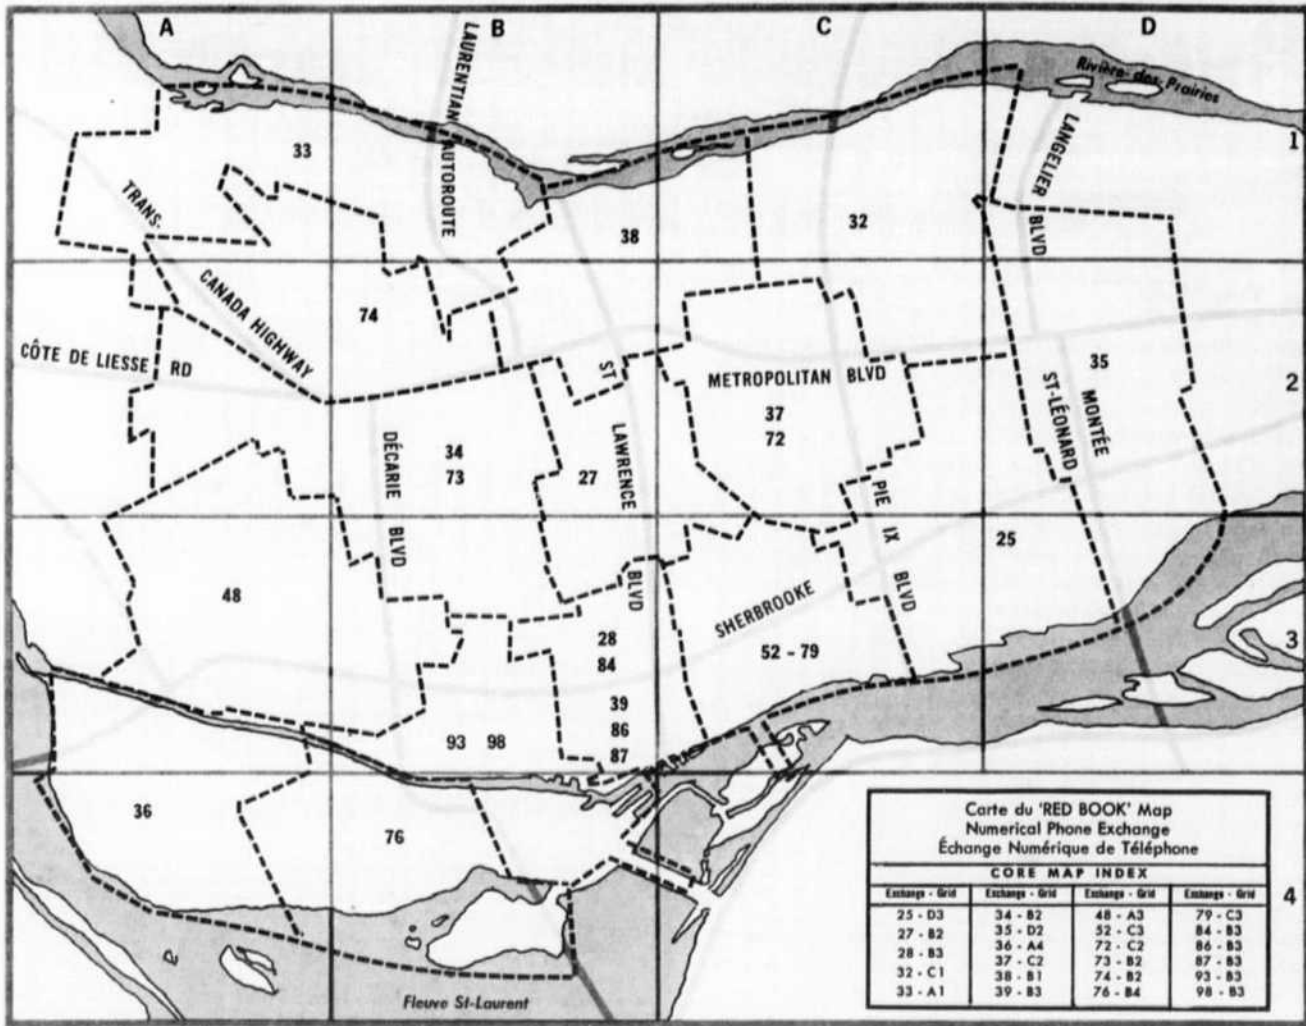 A
B
C
D
LAURENTIAN AUTOROUTE
Rivière-des-Prairies
1
33
LANGELIER BLVD
TRANS. CANADA HIGHWAY
38
32
74
CÔTE DE LIESSE RD
35
METROPOLITAN BLVD
2
37
72
ST-LÉONARD
MONTÉE
ST LAWRENCE BLVD
DÉCARIE BLVD
34
73
27
PIE IX BLVD
25
48
SHERBROOKE
28
84
52 - 79
3
39
86
87
93 98
36
76
4
Fleuve St-Laurent
Carte du 'RED BOOK' Map
Numerical Phone Exchange
Échange Numérique de Téléphone
CORE MAP INDEX
Exchange - Grid Exchange - Grid Exchange - Grid Exchange - Grid
25 - D3 34 - B2 48 - A3 79 - C3
27 - B2 35 - D2 52 - C3 84 - B3
28 - B3 36 - A4 72 - C2 86 - B3
32 - C1 37 - C2 73 - B2 87 - B3
33 - A1 38 - B1 74 - B2 93 - B3
39 - B3 76 - B4 98 - B3